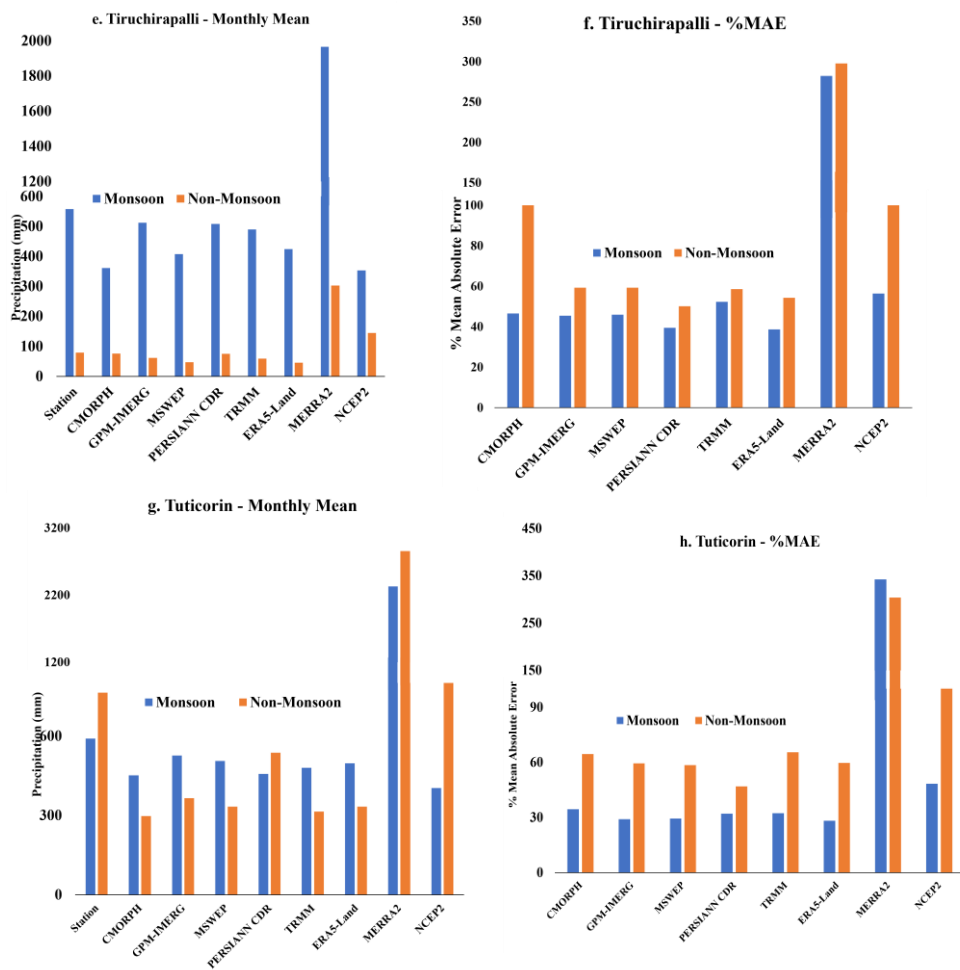 e. Tiruchirapalli - Monthly Mean
2000
1800
1600
1400
1200
600
500
400
300
200
100
0
Precipitation (mm)
Monsoon Non-Monsoon
Station
CMORPH
GPM-IMERG
MSWEP
PERSIANN CDR
TRMM
ERA5-Land
MERRA2
NCEP2
f. Tiruchirapalli - %MAE
350
300
250
200
150
100
80
60
40
20
0
% Mean Absolute Error
Monsoon Non-Monsoon
CMORPH
GPM-IMERG
MSWEP
PERSIANN CDR
TRMM
ERA5-Land
MERRA2
NCEP2
g. Tuticorin - Monthly Mean
3200
2200
1200
600
300
0
Precipitation (mm)
Monsoon Non-Monsoon
Station
CMORPH
GPM-IMERG
MSWEP
PERSIANN CDR
TRMM
ERA5-Land
MERRA2
NCEP2
h. Tuticorin - %MAE
450
350
250
150
90
60
30
0
% Mean Absolute Error
Monsoon Non-Monsoon
CMORPH
GPM-IMERG
MSWEP
PERSIANN CDR
TRMM
ERA5-Land
MERRA2
NCEP2